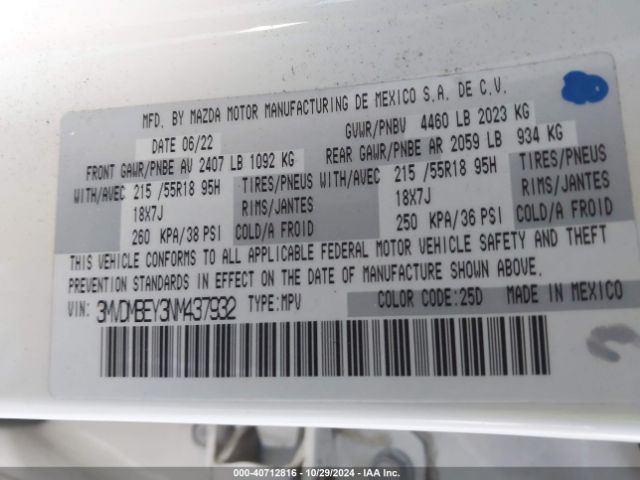 MFD. BY MAZDA MOTOR MANUFACTURING DE MEXICO S.A. DE C.V.
DATE 06/22 GVWR/PNBV 4460 LB 2023 KG
FRONT GAWR/PNBE AV 2407 LB 1092 KG REAR GAWR/PNBE AR 2059 LB 934 KG
WITH/AVEC 215 /55R18 95H TIRES/PNEUS WITH/AVEC 215 /55R18 95H TIRES/PNEUS
18X7J RIMS/JANTES 18X7J RIMS/JANTES
260 KPA/38 PSI COLD/A FROID 250 KPA/36 PSI COLD/A FROID
THIS VEHICLE CONFORMS TO ALL APPLICABLE FEDERAL MOTOR VEHICLE SAFETY AND THEFT
PREVENTION STANDARDS IN EFFECT ON THE DATE OF MANUFACTURE SHOWN ABOVE.
VIN: 3MVDMBEY3NM437932 TYPE:MPV COLOR CODE:25D MADE IN MEXICO
000-40712816 - 10/29/2024 - IAA Inc.